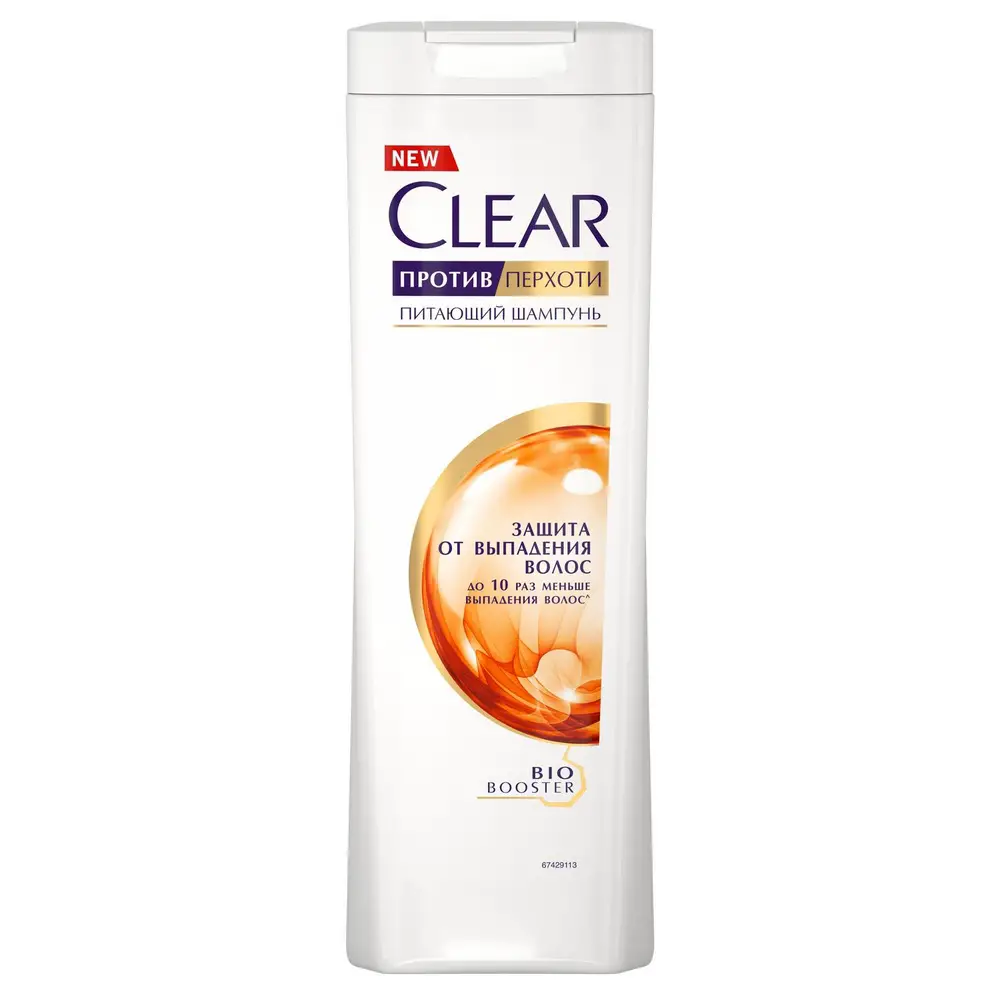 NEW
CLEAR
ПРОТИВ ПЕРХОТИ
ПИТАЮЩИЙ ШАМПУНЬ
ЗАЩИТА
ОТ ВЫПАДЕНИЯ
ВОЛОС
ДО 10 РАЗ МЕНЬШЕ
ВЫПАДЕНИЯ ВОЛОС^
BIO
BOOSTER
67429113